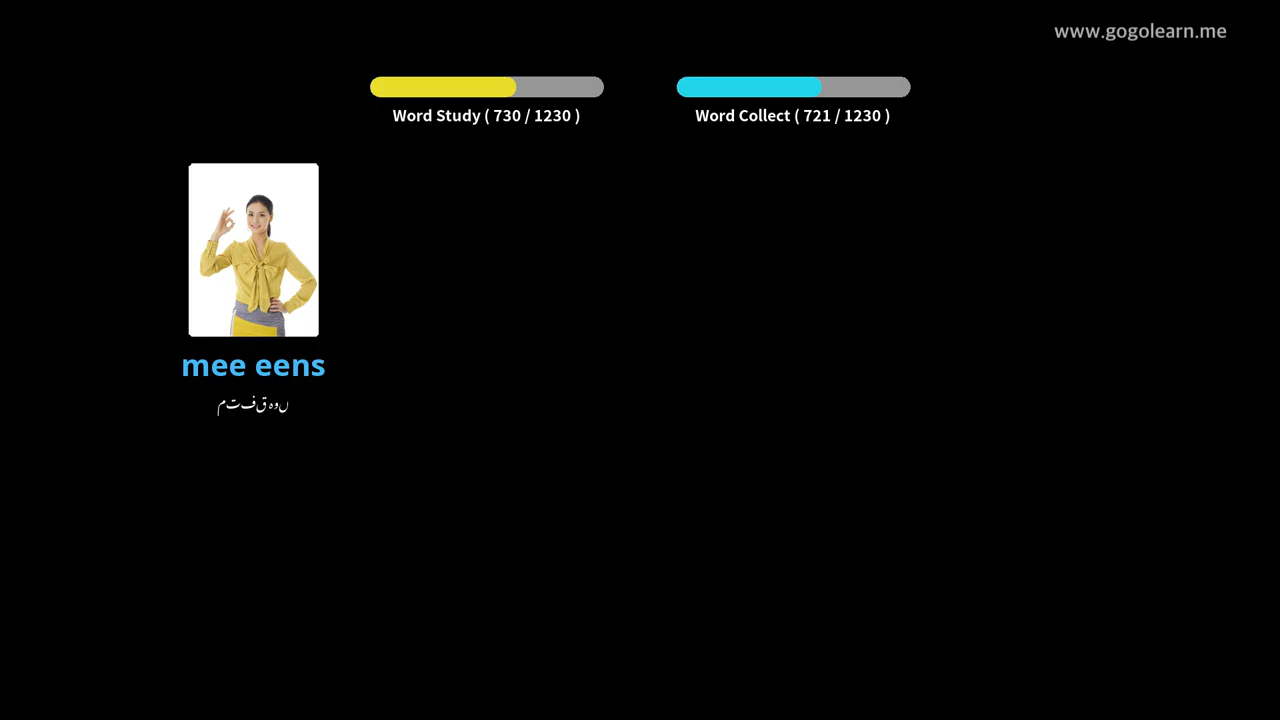 www.gogolearn.me
Word Study ( 730 / 1230 )
Word Collect ( 721 / 1230 )
mee eens
متفق ہوں